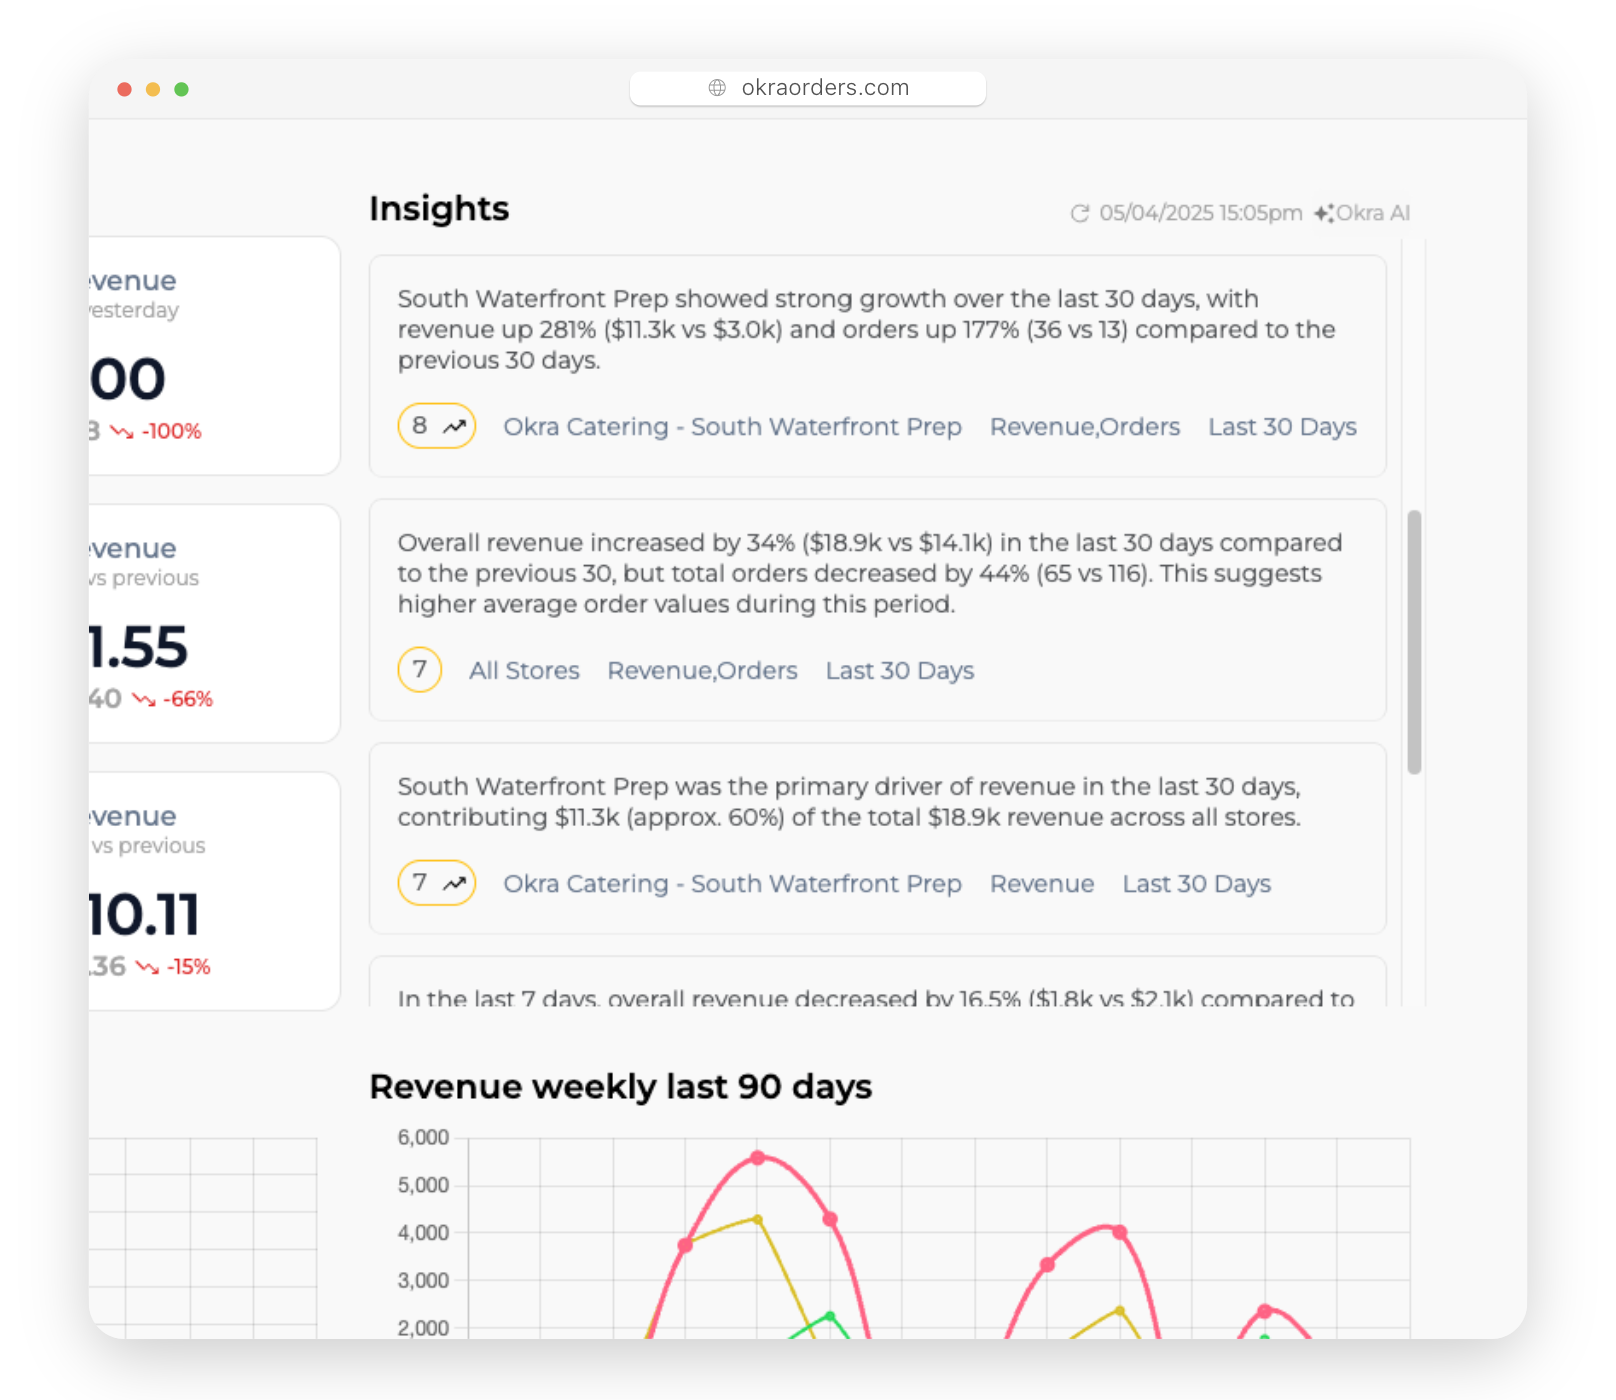 okraorders.com
Insights
05/04/2025 15:05pm Okra AI
evenue
yesterday
00
8 -100%
evenue
vs previous
1.55
40 -66%
evenue
vs previous
10.11
.36 -15%
South Waterfront Prep showed strong growth over the last 30 days, with
revenue up 281% ($11.3k vs $3.0k) and orders up 177% (36 vs 13) compared to the
previous 30 days.
8 Okra Catering - South Waterfront Prep Revenue,Orders Last 30 Days
Overall revenue increased by 34% ($18.9k vs $14.1k) in the last 30 days compared
to the previous 30, but total orders decreased by 44% (65 vs 116). This suggests
higher average order values during this period.
7 All Stores Revenue,Orders Last 30 Days
South Waterfront Prep was the primary driver of revenue in the last 30 days,
contributing $11.3k (approx. 60%) of the total $18.9k revenue across all stores.
7 Okra Catering - South Waterfront Prep Revenue Last 30 Days
In the last 7 days, overall revenue decreased by 16.5% ($1.8k vs $2.1k) compared to
Revenue weekly last 90 days
6,000
5,000
4,000
3,000
2,000